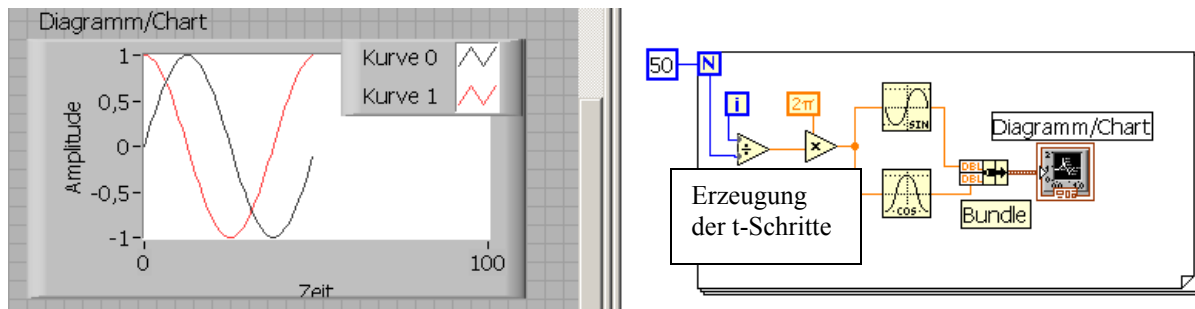 Diagramm/Chart
Kurve 0
Kurve 1
Amplitude
1
0,5
0
-0,5
-1
0
100
Zeit
50
N
i
2π
÷
x
SIN
COS
DBL
DBL
Bundle
Diagramm/Chart
Erzeugung
der t-Schritte